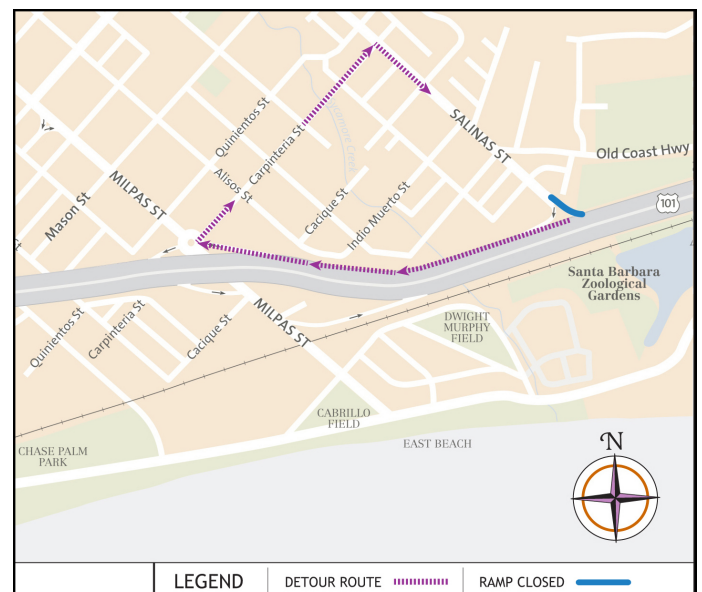 Quinientos St
Carpinteria St
Alisos St
MILPAS ST
Mason St
St
SALINAS ST
Old Coast Hwy
101
Cacique St
Indio Muerto St
Santa Barbara
Zoological
Gardens
Quinientos St
Carpinteria St
Cacique St
MILPAS ST
DWIGHT
MURPHY
FIELD
CABRILLO
FIELD
EAST BEACH
CHASE PALM
PARK
N
LEGEND
DETOUR ROUTE
RAMP CLOSED